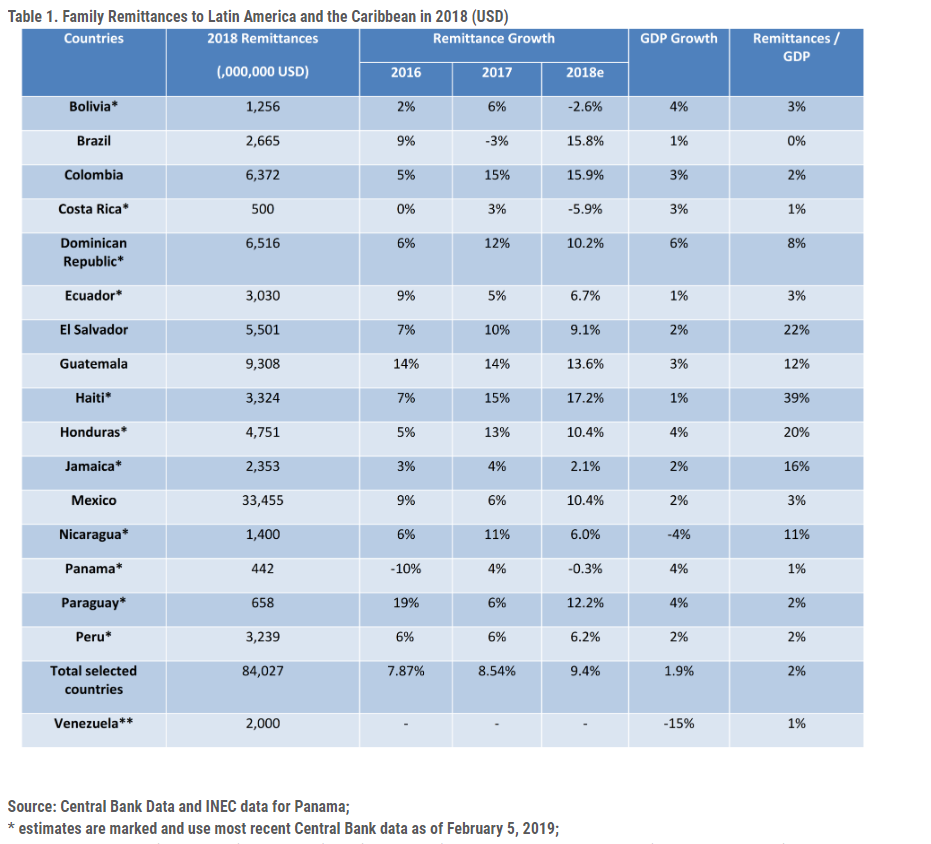 Table 1. Family Remittances to Latin America and the Caribbean in 2018 (USD)
Countries 2018 Remittances (,000,000 USD) Remittance Growth GDP Growth Remittances / GDP
2016 2017 2018e
Bolivia* 1,256 2% 6% -2.6% 4% 3%
Brazil 2,665 9% -3% 15.8% 1% 0%
Colombia 6,372 5% 15% 15.9% 3% 2%
Costa Rica* 500 0% 3% -5.9% 3% 1%
Dominican Republic* 6,516 6% 12% 10.2% 6% 8%
Ecuador* 3,030 9% 5% 6.7% 1% 3%
El Salvador 5,501 7% 10% 9.1% 2% 22%
Guatemala 9,308 14% 14% 13.6% 3% 12%
Haiti* 3,324 7% 15% 17.2% 1% 39%
Honduras* 4,751 5% 13% 10.4% 4% 20%
Jamaica* 2,353 3% 4% 2.1% 2% 16%
Mexico 33,455 9% 6% 10.4% 2% 3%
Nicaragua* 1,400 6% 11% 6.0% -4% 11%
Panama* 442 -10% 4% -0.3% 4% 1%
Paraguay* 658 19% 6% 12.2% 4% 2%
Peru* 3,239 6% 6% 6.2% 2% 2%
Total selected countries 84,027 7.87% 8.54% 9.4% 1.9% 2%
Venezuela** 2,000 - - - -15% 1%
Source: Central Bank Data and INEC data for Panama;
* estimates are marked and use most recent Central Bank data as of February 5, 2019;